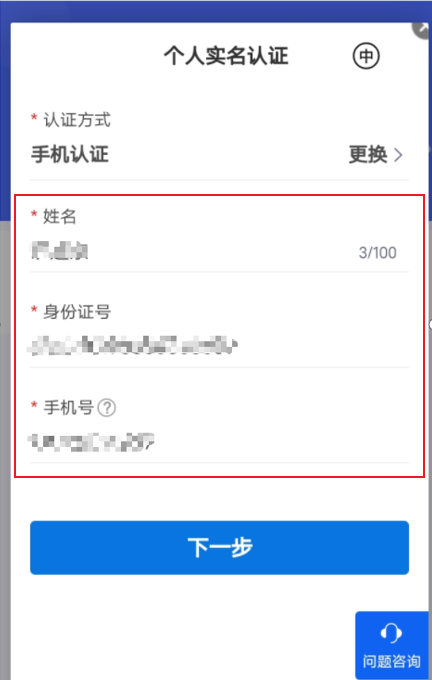 个人实名认证 中
* 认证方式
手机认证 更换 >
* 姓名
3/100
* 身份证号
* 手机号 ?
下一步
问题咨询